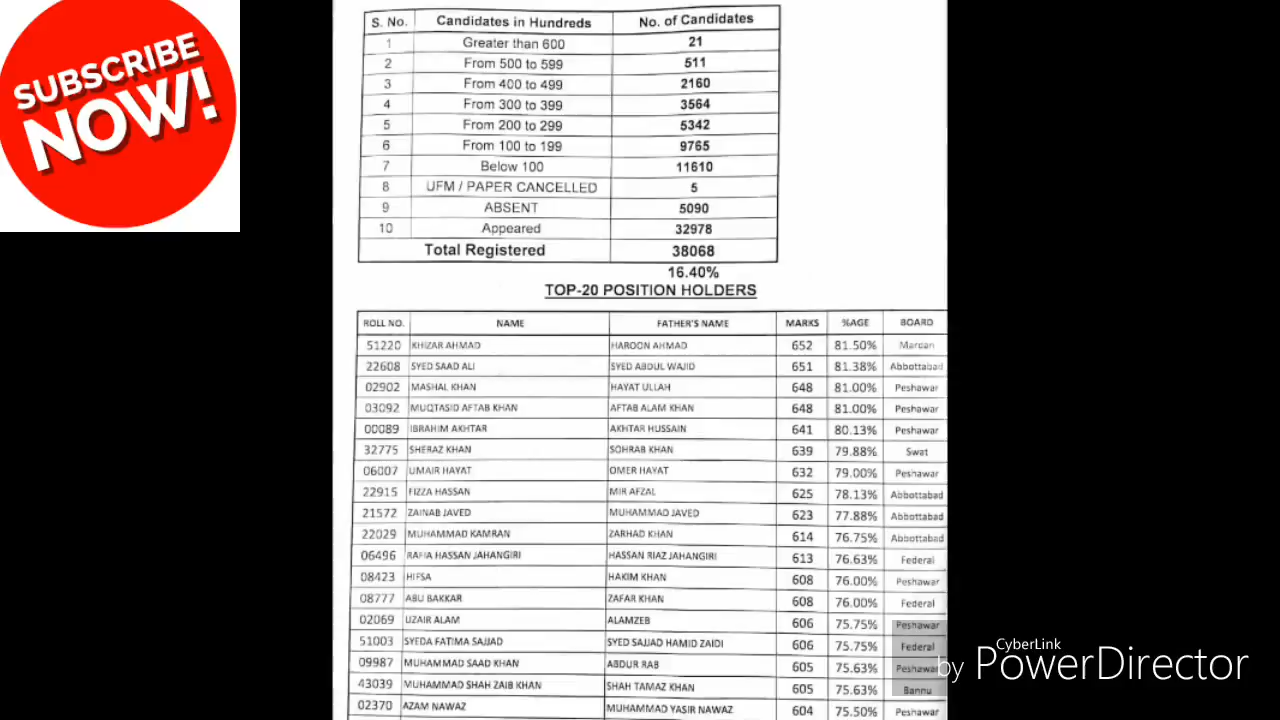 SUBSCRIBE
NOW!
S. No. Candidates in Hundreds No. of Candidates
1 Greater than 600 21
2 From 500 to 599 511
3 From 400 to 499 2160
4 From 300 to 399 3564
5 From 200 to 299 5342
6 From 100 to 199 9765
7 Below 100 11610
8 UFM / PAPER CANCELLED 5
9 ABSENT 5090
10 Appeared 32978
Total Registered 38068
16.40%
TOP-20 POSITION HOLDERS
ROLL NO. NAME FATHER'S NAME MARKS %AGE BOARD
51220 KHIZAR AHMAD HAROON AHMAD 652 81.50% Mardan
22608 SYED SAAD ALI SYED ABDUL WAJID 651 81.38% Abbottabad
02902 MASHAL KHAN HAYAT ULLAH 648 81.00% Peshawar
03092 MUQTASID AFTAB KHAN AFTAB ALAM KHAN 648 81.00% Peshawar
00089 IBRAHIM AKHTAR AKHTAR HUSSAIN 641 80.13% Peshawar
32775 SHERAZ KHAN SOHRAB KHAN 639 79.88% Swat
06007 UMAIR HAYAT OMER HAYAT 632 79.00% Peshawar
22915 FIZZA HASSAN MIR AFZAL 625 78.13% Abbottabad
21572 ZAINAB JAVED MUHAMMAD JAVED 623 77.88% Abbottabad
22029 MUHAMMAD KAMRAN ZARHAD KHAN 614 76.75% Abbottabad
06496 RAFIA HASSAN JAHANGIRI HASSAN RIAZ JAHANGIRI 613 76.63% Federal
08423 HIFSA HAKIM KHAN 608 76.00% Peshawar
08777 ABU BAKKAR ZAFAR KHAN 608 76.00% Federal
02069 UZAIR ALAM ALAMZEB 606 75.75% Peshawar
51003 SYEDA FATIMA SAJJAD SYED SAJJAD HAMID ZAIDI 606 75.75% Federal
09987 MUHAMMAD SAAD KHAN ABDUR RAB 605 75.63% Peshawar
43039 MUHAMMAD SHAH ZAIB KHAN SHAH TAMAZ KHAN 605 75.63% Bannu
02370 AZAM NAWAZ MUHAMMAD YASIR NAWAZ 604 75.50% Peshawar
CyberLink
by PowerDirector